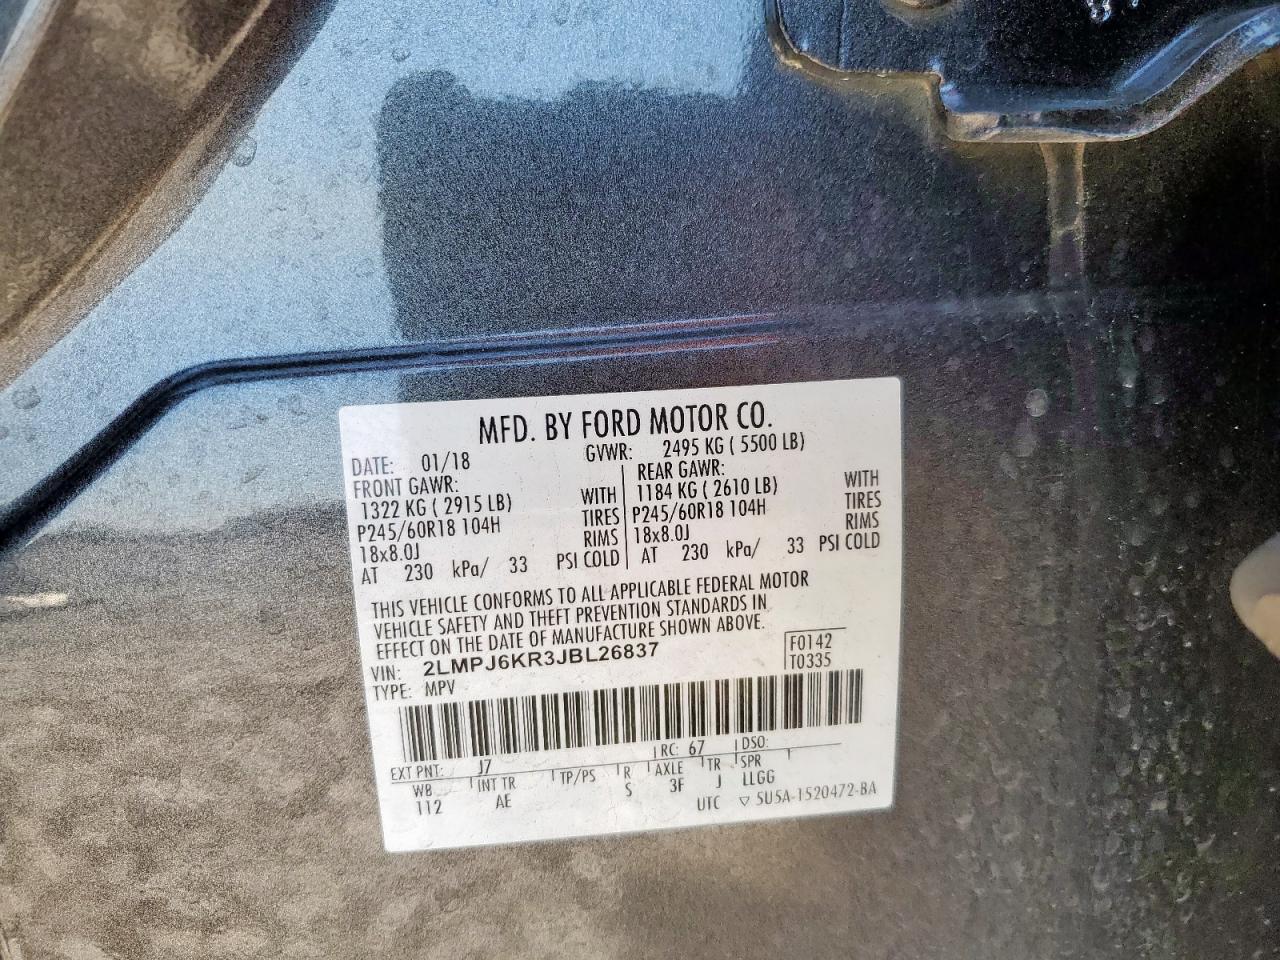 MFD. BY FORD MOTOR CO.
DATE: 01/18 GVWR: 2495 KG ( 5500 LB)
FRONT GAWR: REAR GAWR:
1322 KG ( 2915 LB) WITH 1184 KG ( 2610 LB) WITH
P245/60R18 104H TIRES P245/60R18 104H TIRES
18x8.0J RIMS 18x8.0J RIMS
AT 230 kPa/ 33 PSI COLD AT 230 kPa/ 33 PSI COLD
THIS VEHICLE CONFORMS TO ALL APPLICABLE FEDERAL MOTOR
VEHICLE SAFETY AND THEFT PREVENTION STANDARDS IN
EFFECT ON THE DATE OF MANUFACTURE SHOWN ABOVE.
VIN: 2LMPJ6KR3JBL26837 F0142
TYPE: MPV T0335
EXT PNT: J7 RC: 67 DSO:
WB INT TR TP/PS R AXLE TR SPR
112 AE S 3F J LLGG
UTC ▽ 5U5A-1520472-BA